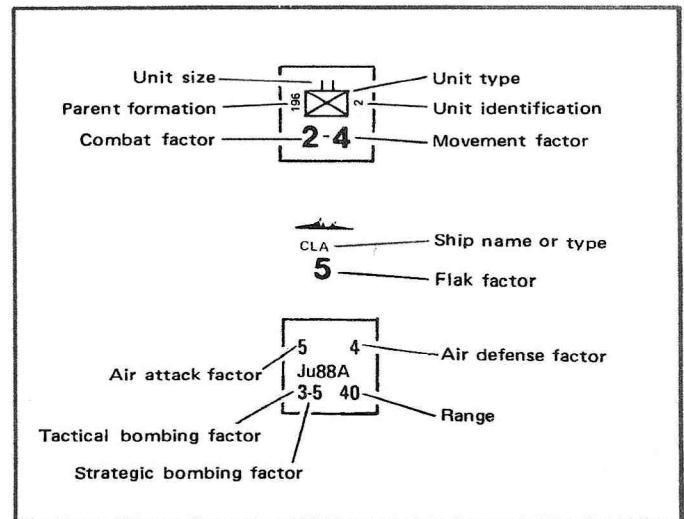 Unit size
Unit type
Parent formation
196
2
Unit identification
Combat factor
2-4
Movement factor
CLA
Ship name or type
5
Flak factor
5 4
Air defense factor
Air attack factor
Ju88A
3-5 40
Range
Tactical bombing factor
Strategic bombing factor